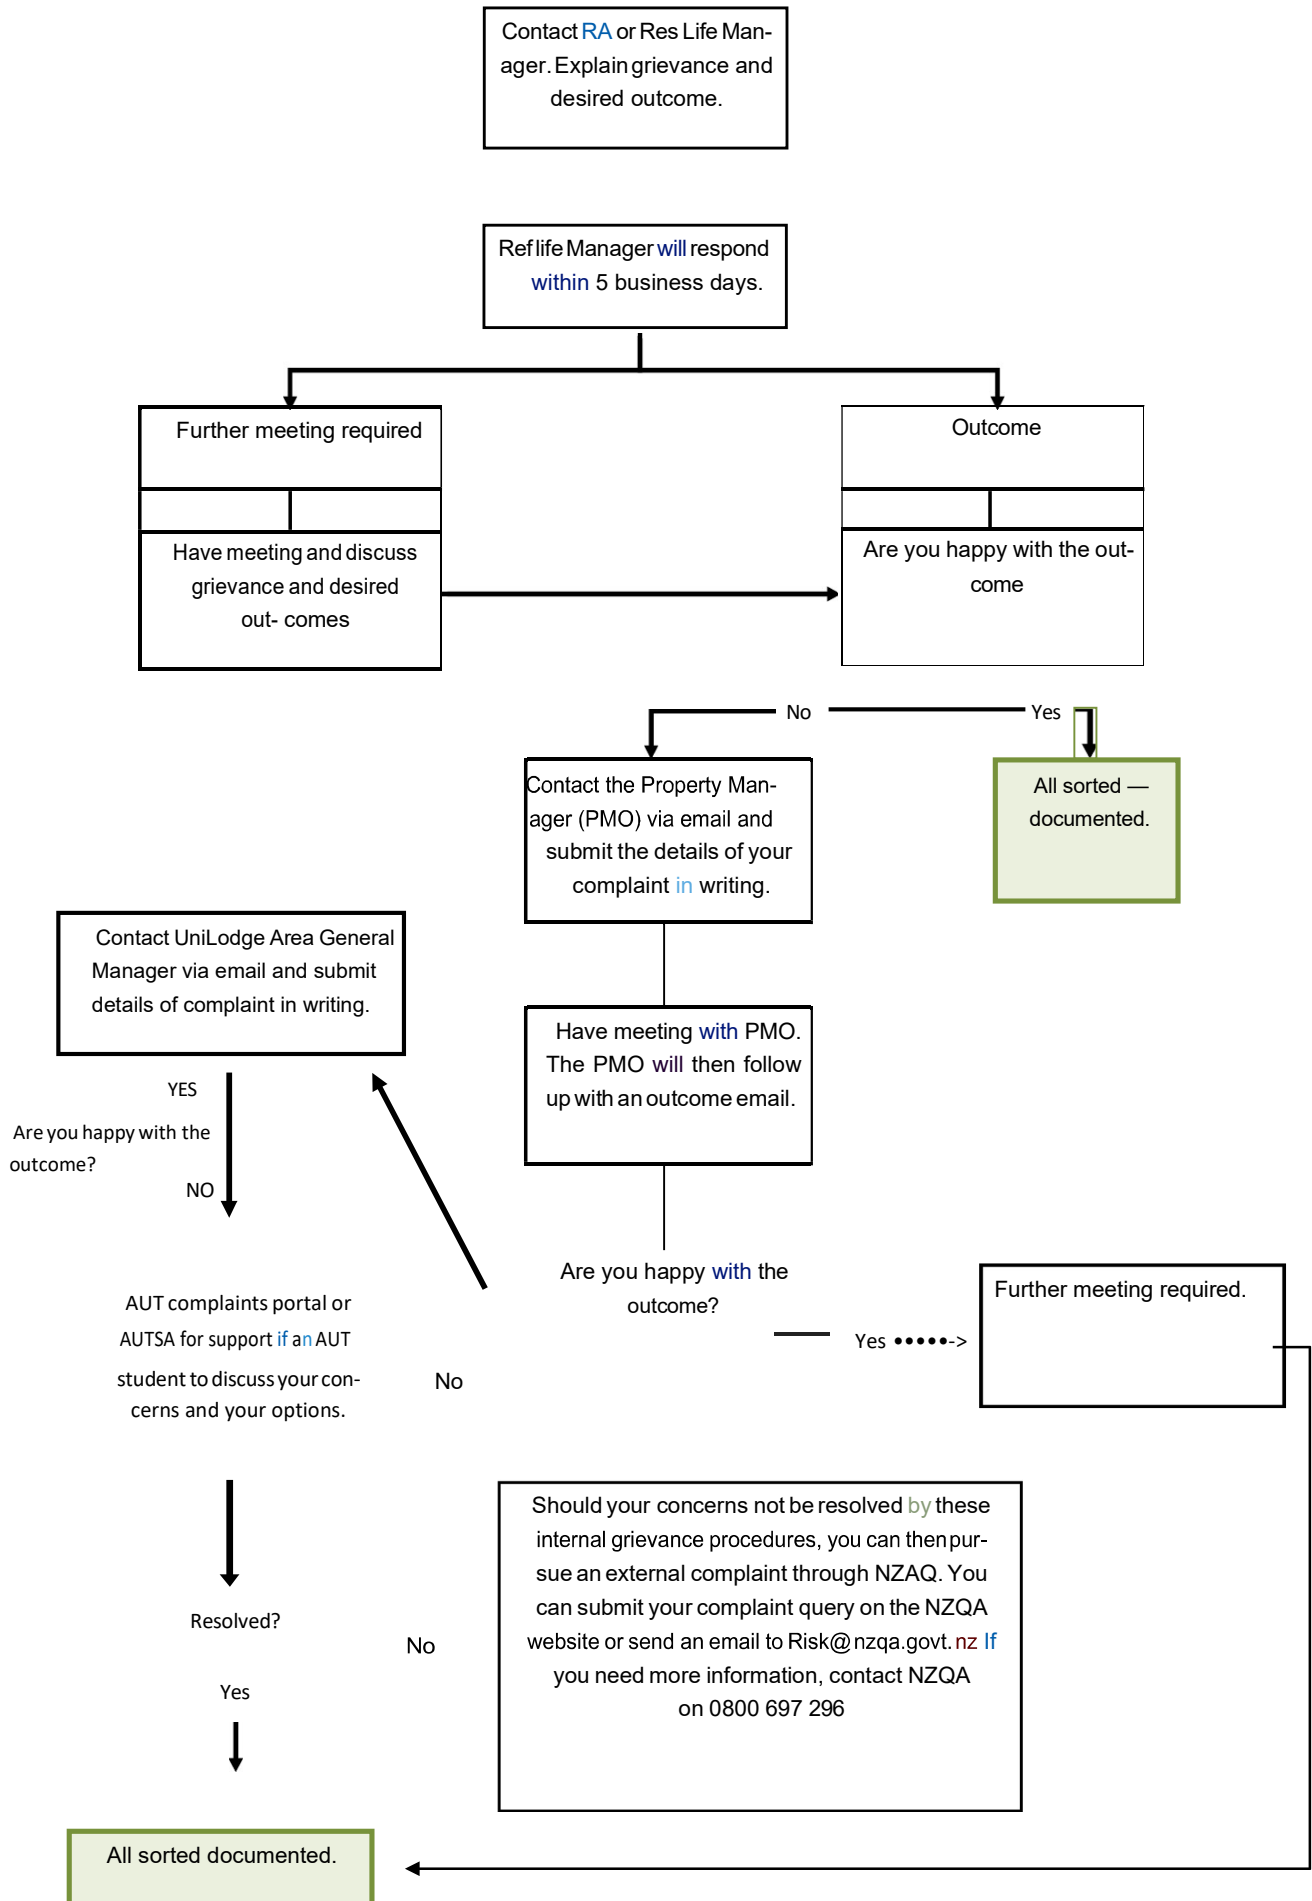 Contact RA or Res Life Man-
ager. Explain grievance and
desired outcome.
Ref life Manager will respond
within 5 business days.
Further meeting required
Outcome
Have meeting and discuss
grievance and desired
out- comes
Are you happy with the out-
come
No
Yes
Contact the Property Man-
ager (PMO) via email and
submit the details of your
complaint in writing.
All sorted —
documented.
Contact UniLodge Area General
Manager via email and submit
details of complaint in writing.
Have meeting with PMO.
The PMO will then follow
up with an outcome email.
YES
Are you happy with the
outcome?
NO
Are you happy with the
outcome?
Further meeting required.
Yes •••••->
No
AUT complaints portal or
AUTSA for support if an AUT
student to discuss your con-
cerns and your options.
Should your concerns not be resolved by these
internal grievance procedures, you can then pur-
sue an external complaint through NZAQ. You
can submit your complaint query on the NZQA
website or send an email to Risk@nzqa.govt.nz If
you need more information, contact NZQA
on 0800 697 296
Resolved?
No
Yes
All sorted documented.